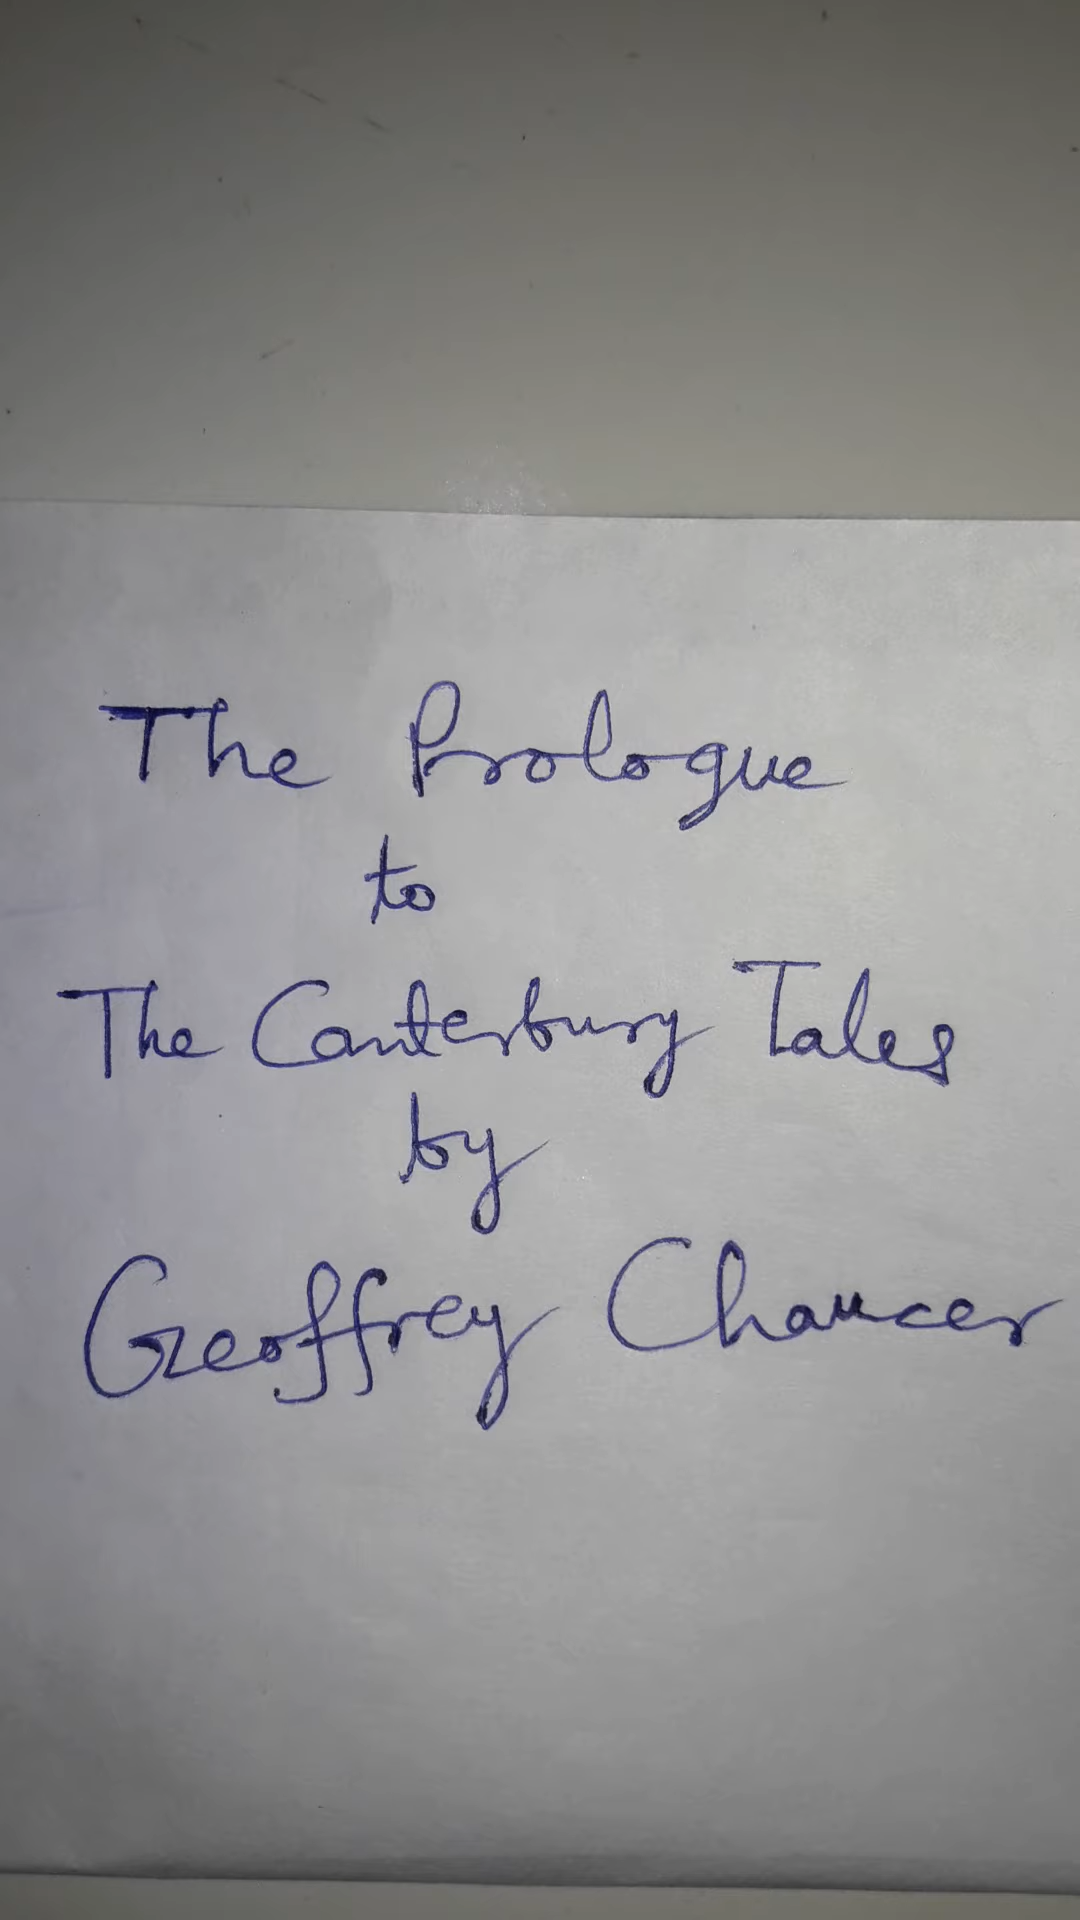 The Prologue
to
The Canterbury Tales
by
Geoffrey Chaucer